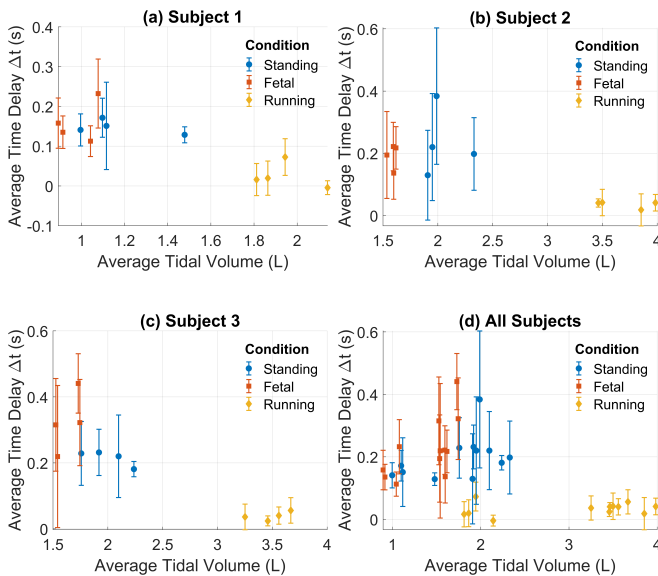 (a) Subject 1
Average Time Delay Δt (s)
0.4
0.3
0.2
0.1
0
-0.1
Condition
Standing
Fetal
Running
1 1.2 1.4 1.6 1.8 2
Average Tidal Volume (L)
(b) Subject 2
Average Time Delay Δt (s)
0.6
0.4
0.2
0
Condition
Standing
Fetal
Running
1.5 2 2.5 3 3.5 4
Average Tidal Volume (L)
(c) Subject 3
Average Time Delay Δt (s)
0.6
0.4
0.2
0
Condition
Standing
Fetal
Running
1.5 2 2.5 3 3.5 4
Average Tidal Volume (L)
(d) All Subjects
Average Time Delay Δt (s)
0.6
0.4
0.2
0
Condition
Standing
Fetal
Running
1 2 3 4
Average Tidal Volume (L)